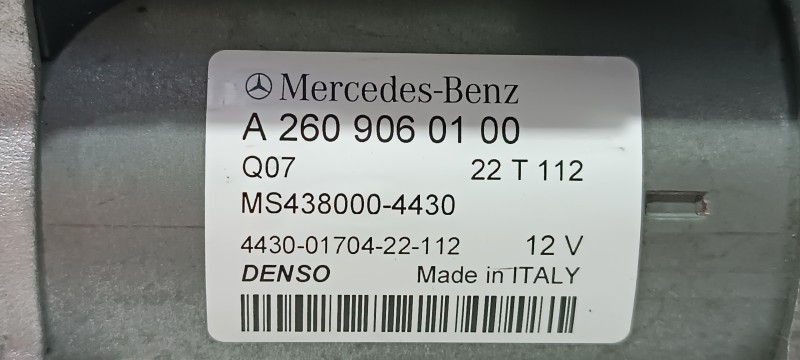 Mercedes-Benz
A 260 906 01 00
Q07 22 T 112
MS438000-4430
4430-01704-22-112 12 V
DENSO Made in ITALY